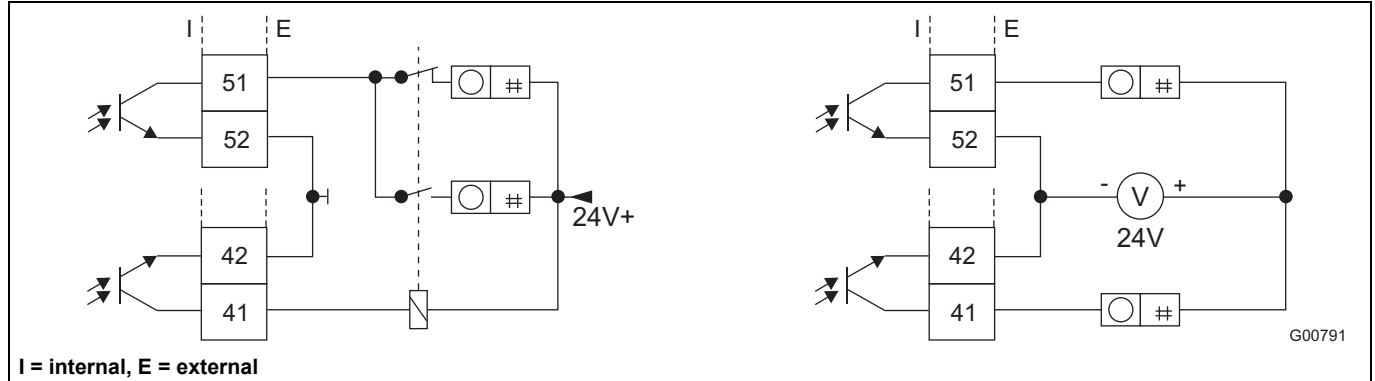 I E
51
52
42
41
24V+
I E
51
52
42
41
- V +
24V
G00791
I = internal, E = external